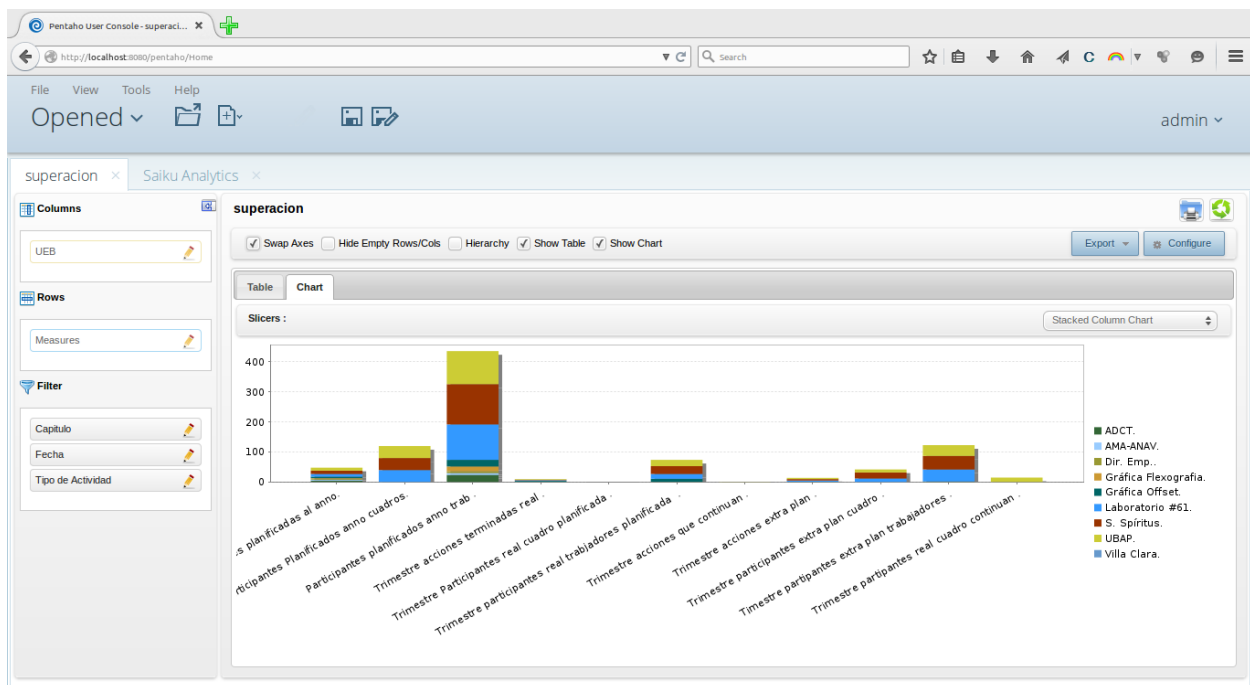 Pentaho User Console - superaci...
http://localhost:8080/pentaho/Home
Search
File View Tools Help
Opened
admin
superacion
Saiku Analytics
Columns
UEB
Rows
Measures
Filter
Capitulo
Fecha
Tipo de Actividad
superacion
Swap Axes Hide Empty Rows/Cols Hierarchy Show Table Show Chart
Export Configure
Table Chart
Slicers :
Stacked Column Chart
400
300
200
100
0
planificadas al anno.
Planificados anno cuadros.
Participantes planificados anno trab .
Trimestre acciones terminadas real .
Trimestre Participantes real cuadro planificada .
Trimestre participantes real trabjadores planificada .
Trimestre acciones que continuan .
Trimestre acciones extra plan .
Trimestre participantes extra plan cuadro .
Timestre partipantes extra plan trabajadores .
Trimestre partipantes real cuadro continuan .
ADCT.
AMA-ANAV.
Dir. Emp..
Gráfica Flexografia.
Gráfica Offset.
Laboratorio #61.
S. Spíritus.
UBAP.
Villa Clara.